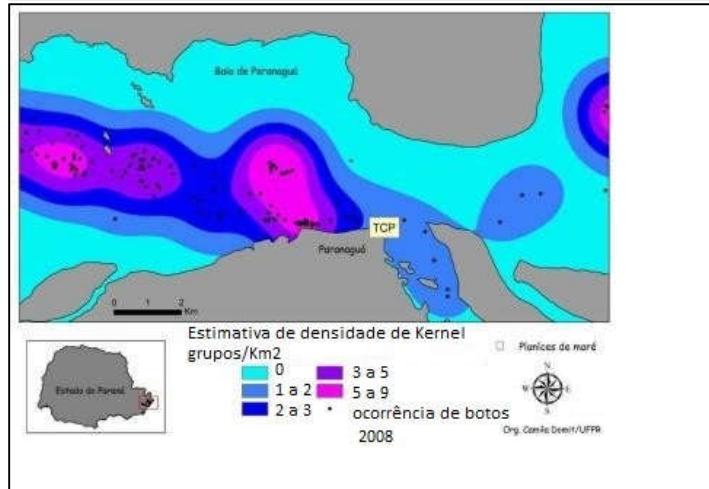 Baía de Paranaguá
TCP
Paranaguá
0 1 2
Km
Estimativa de densidade de Kernel
grupos/Km2
0
1 a 2
2 a 3
3 a 5
5 a 9
ocorrência de botos
2008
Planícies de maré
N
W E
S
Estado do Paraná
Org. Camila Domit/UFPR